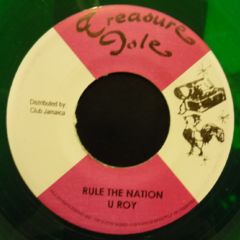 Treasure
Isle
Distributed by
Club Jamaica
RULE THE NATION
U ROY